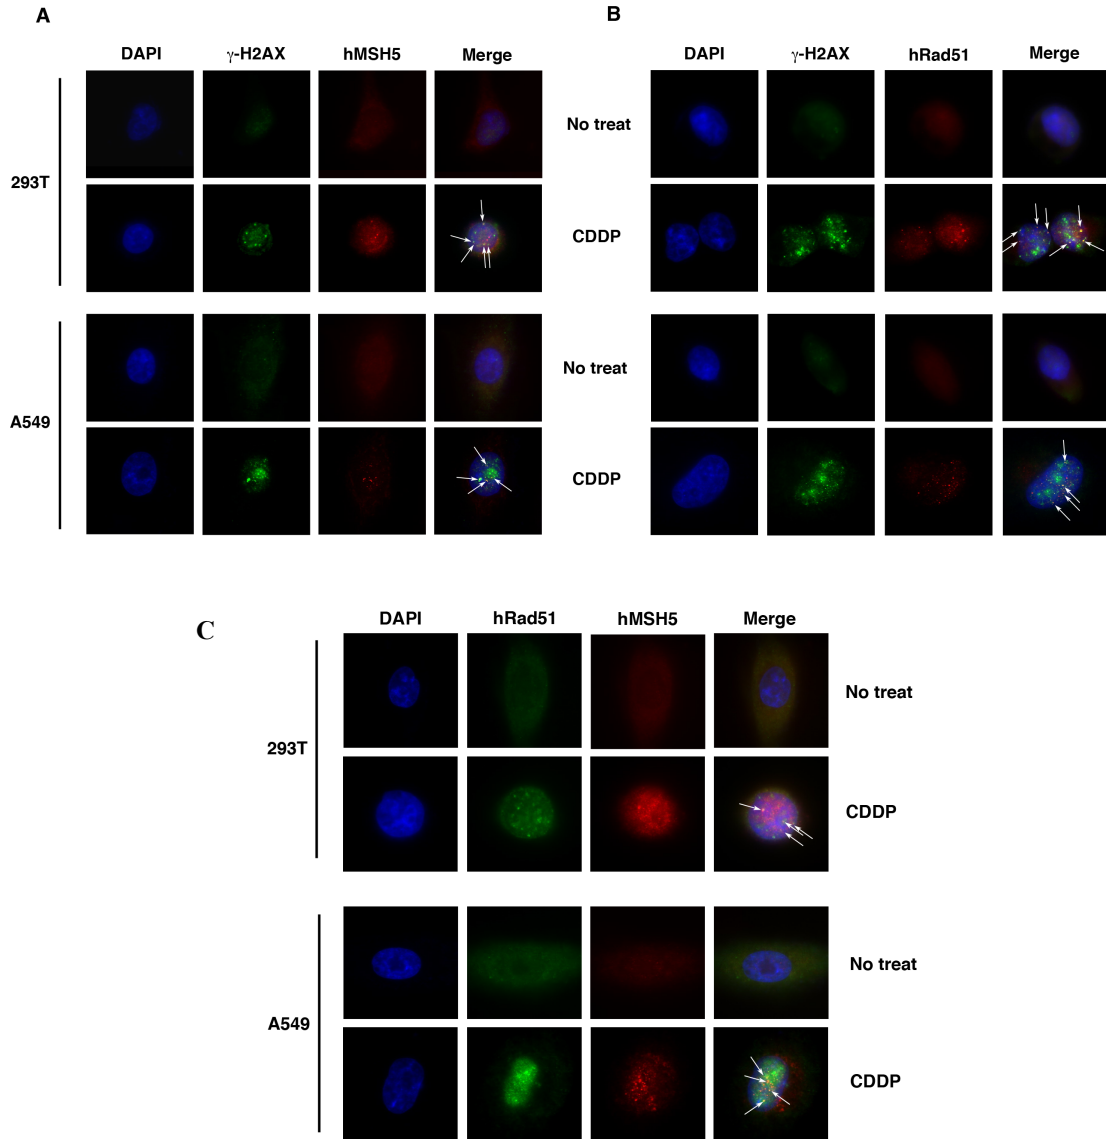 A
B
DAPI γ-H2AX hMSH5 Merge
DAPI γ-H2AX hRad51 Merge
293T
No treat
CDDP
A549
No treat
CDDP
C
DAPI hRad51 hMSH5 Merge
293T
No treat
CDDP
A549
No treat
CDDP